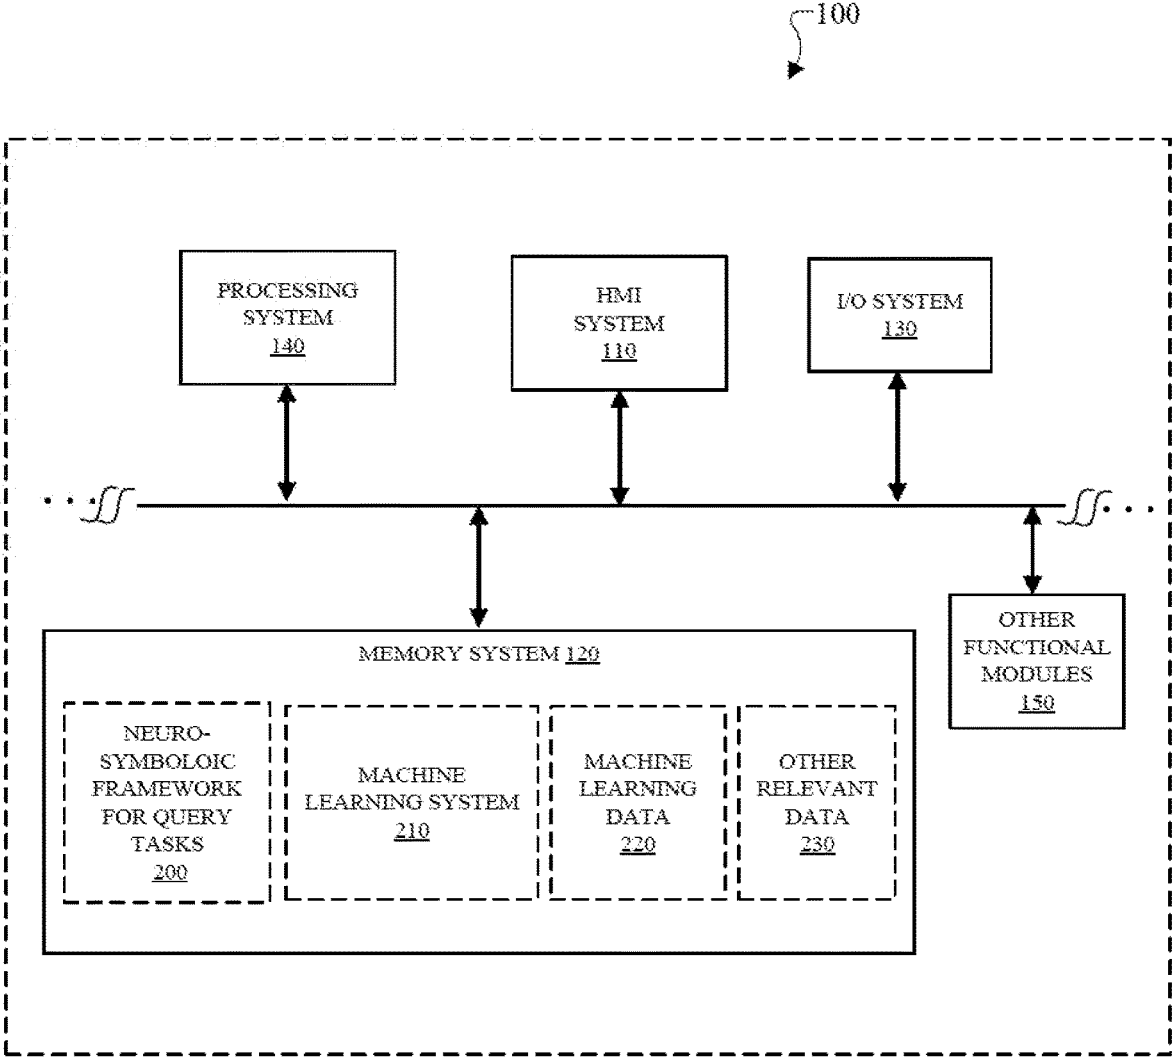 100
PROCESSING
SYSTEM
140
HMI
SYSTEM
110
I/O SYSTEM
130
OTHER
FUNCTIONAL
MODULES
150
MEMORY SYSTEM 120
NEURO-
SYMBOLOIC
FRAMEWORK
FOR QUERY
TASKS
200
MACHINE
LEARNING SYSTEM
210
MACHINE
LEARNING
DATA
220
OTHER
RELEVANT
DATA
230